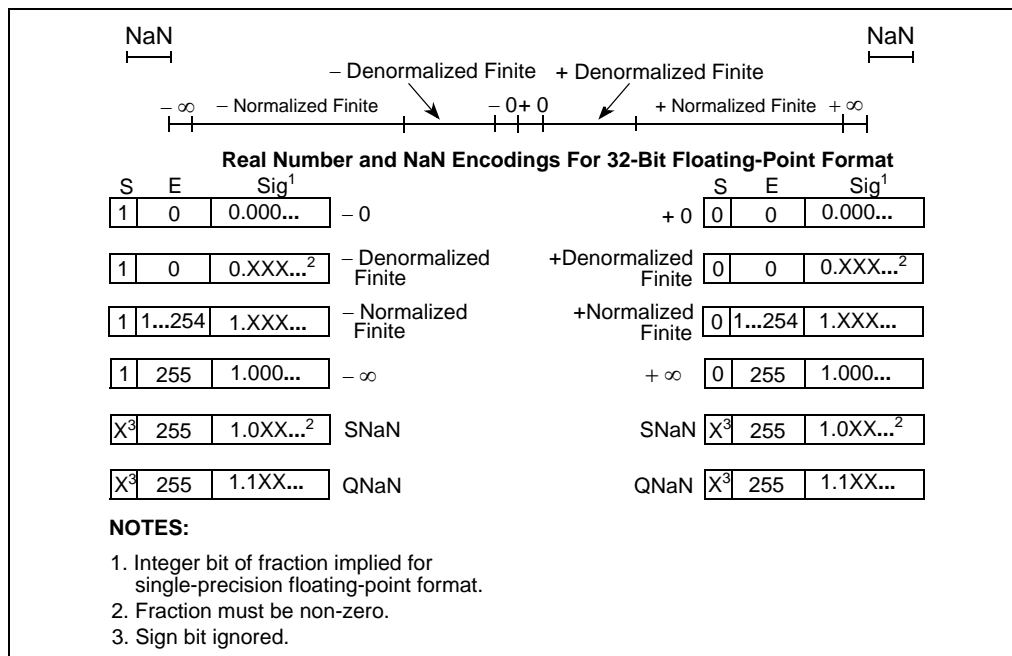 NaN NaN
– Denormalized Finite + Denormalized Finite
– ∞ – Normalized Finite – 0 + 0 + Normalized Finite + ∞
Real Number and NaN Encodings For 32-Bit Floating-Point Format
S E Sig1 S E Sig1
1 0 0.000... – 0 + 0 0 0 0.000...
1 0 0.XXX...2 – Denormalized Finite +Denormalized Finite 0 0 0.XXX...2
1 1...254 1.XXX... – Normalized Finite +Normalized Finite 0 1...254 1.XXX...
1 255 1.000... – ∞ + ∞ 0 255 1.000...
X3 255 1.0XX...2 SNaN SNaN X3 255 1.0XX...2
X3 255 1.1XX... QNaN QNaN X3 255 1.1XX...
NOTES:
1. Integer bit of fraction implied for
single-precision floating-point format.
2. Fraction must be non-zero.
3. Sign bit ignored.